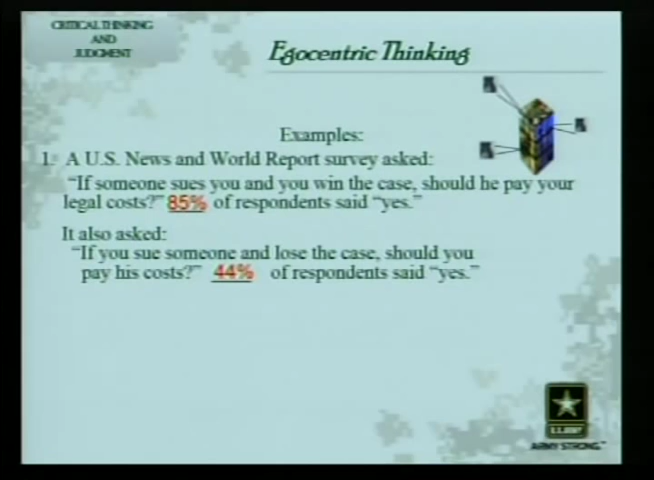 CRITICAL THINKING
AND
JUDGMENT
Egocentric Thinking
Examples:
1. A U.S. News and World Report survey asked:
“If someone sues you and you win the case, should he pay your
legal costs?” 85% of respondents said “yes.”
It also asked:
“If you sue someone and lose the case, should you
pay his costs?” 44% of respondents said “yes.”
U.S. ARMY
ARMY STRONG™